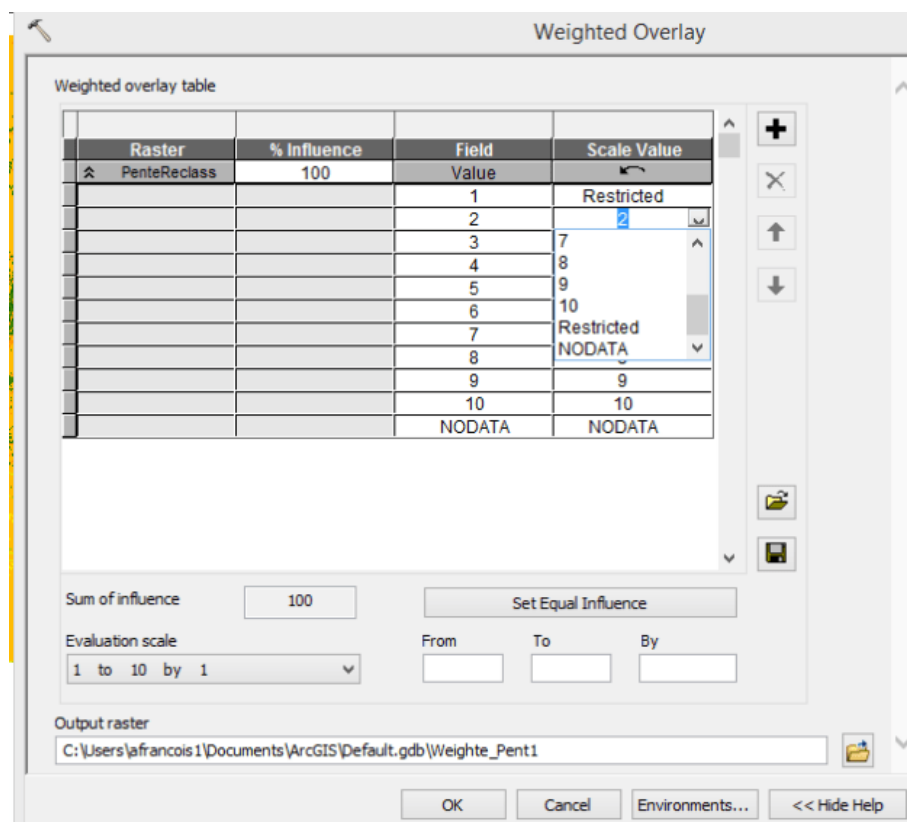 Weighted Overlay
Weighted overlay table
Raster % Influence Field Scale Value
PenteReclass 100 Value
1 Restricted
2 2
3 7
4 8
5 9
6 10
7 Restricted
8 NODATA
9 9
10 10
NODATA NODATA
Sum of influence 100 Set Equal Influence
Evaluation scale From To By
1 to 10 by 1
Output raster
C:\Users\afrancois1\Documents\ArcGIS\Default.gdb\Weighte_Pent1
OK Cancel Environments... << Hide Help